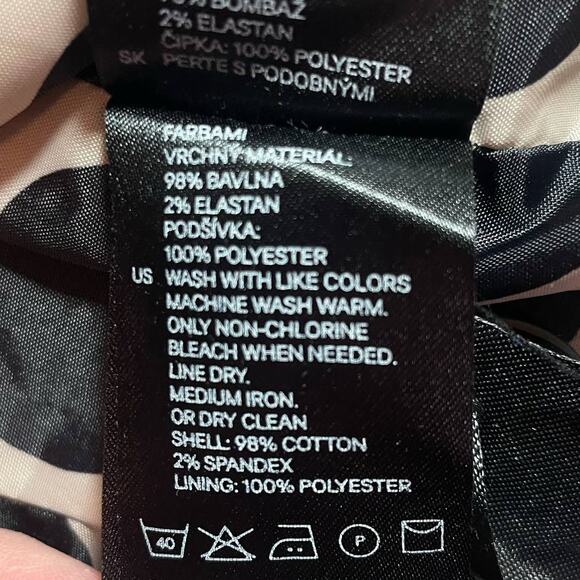 BOMBAŽ
2% ELASTAN
ČIPKA: 100% POLYESTER
SK PERTE S PODOBNÝMI
FARBAMI
VRCHNÝ MATERIAL:
98% BAVLNA
2% ELASTAN
PODŠÍVKA:
100% POLYESTER
US WASH WITH LIKE COLORS
MACHINE WASH WARM.
ONLY NON-CHLORINE
BLEACH WHEN NEEDED.
LINE DRY.
MEDIUM IRON.
OR DRY CLEAN
SHELL: 98% COTTON
2% SPANDEX
LINING: 100% POLYESTER
40 P